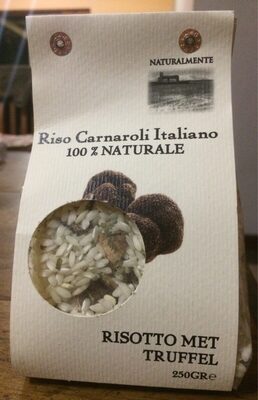 NATURALMENTE
Riso Carnaroli Italiano
100 % NATURALE
RISOTTO MET
TRUFFEL
250GR℮